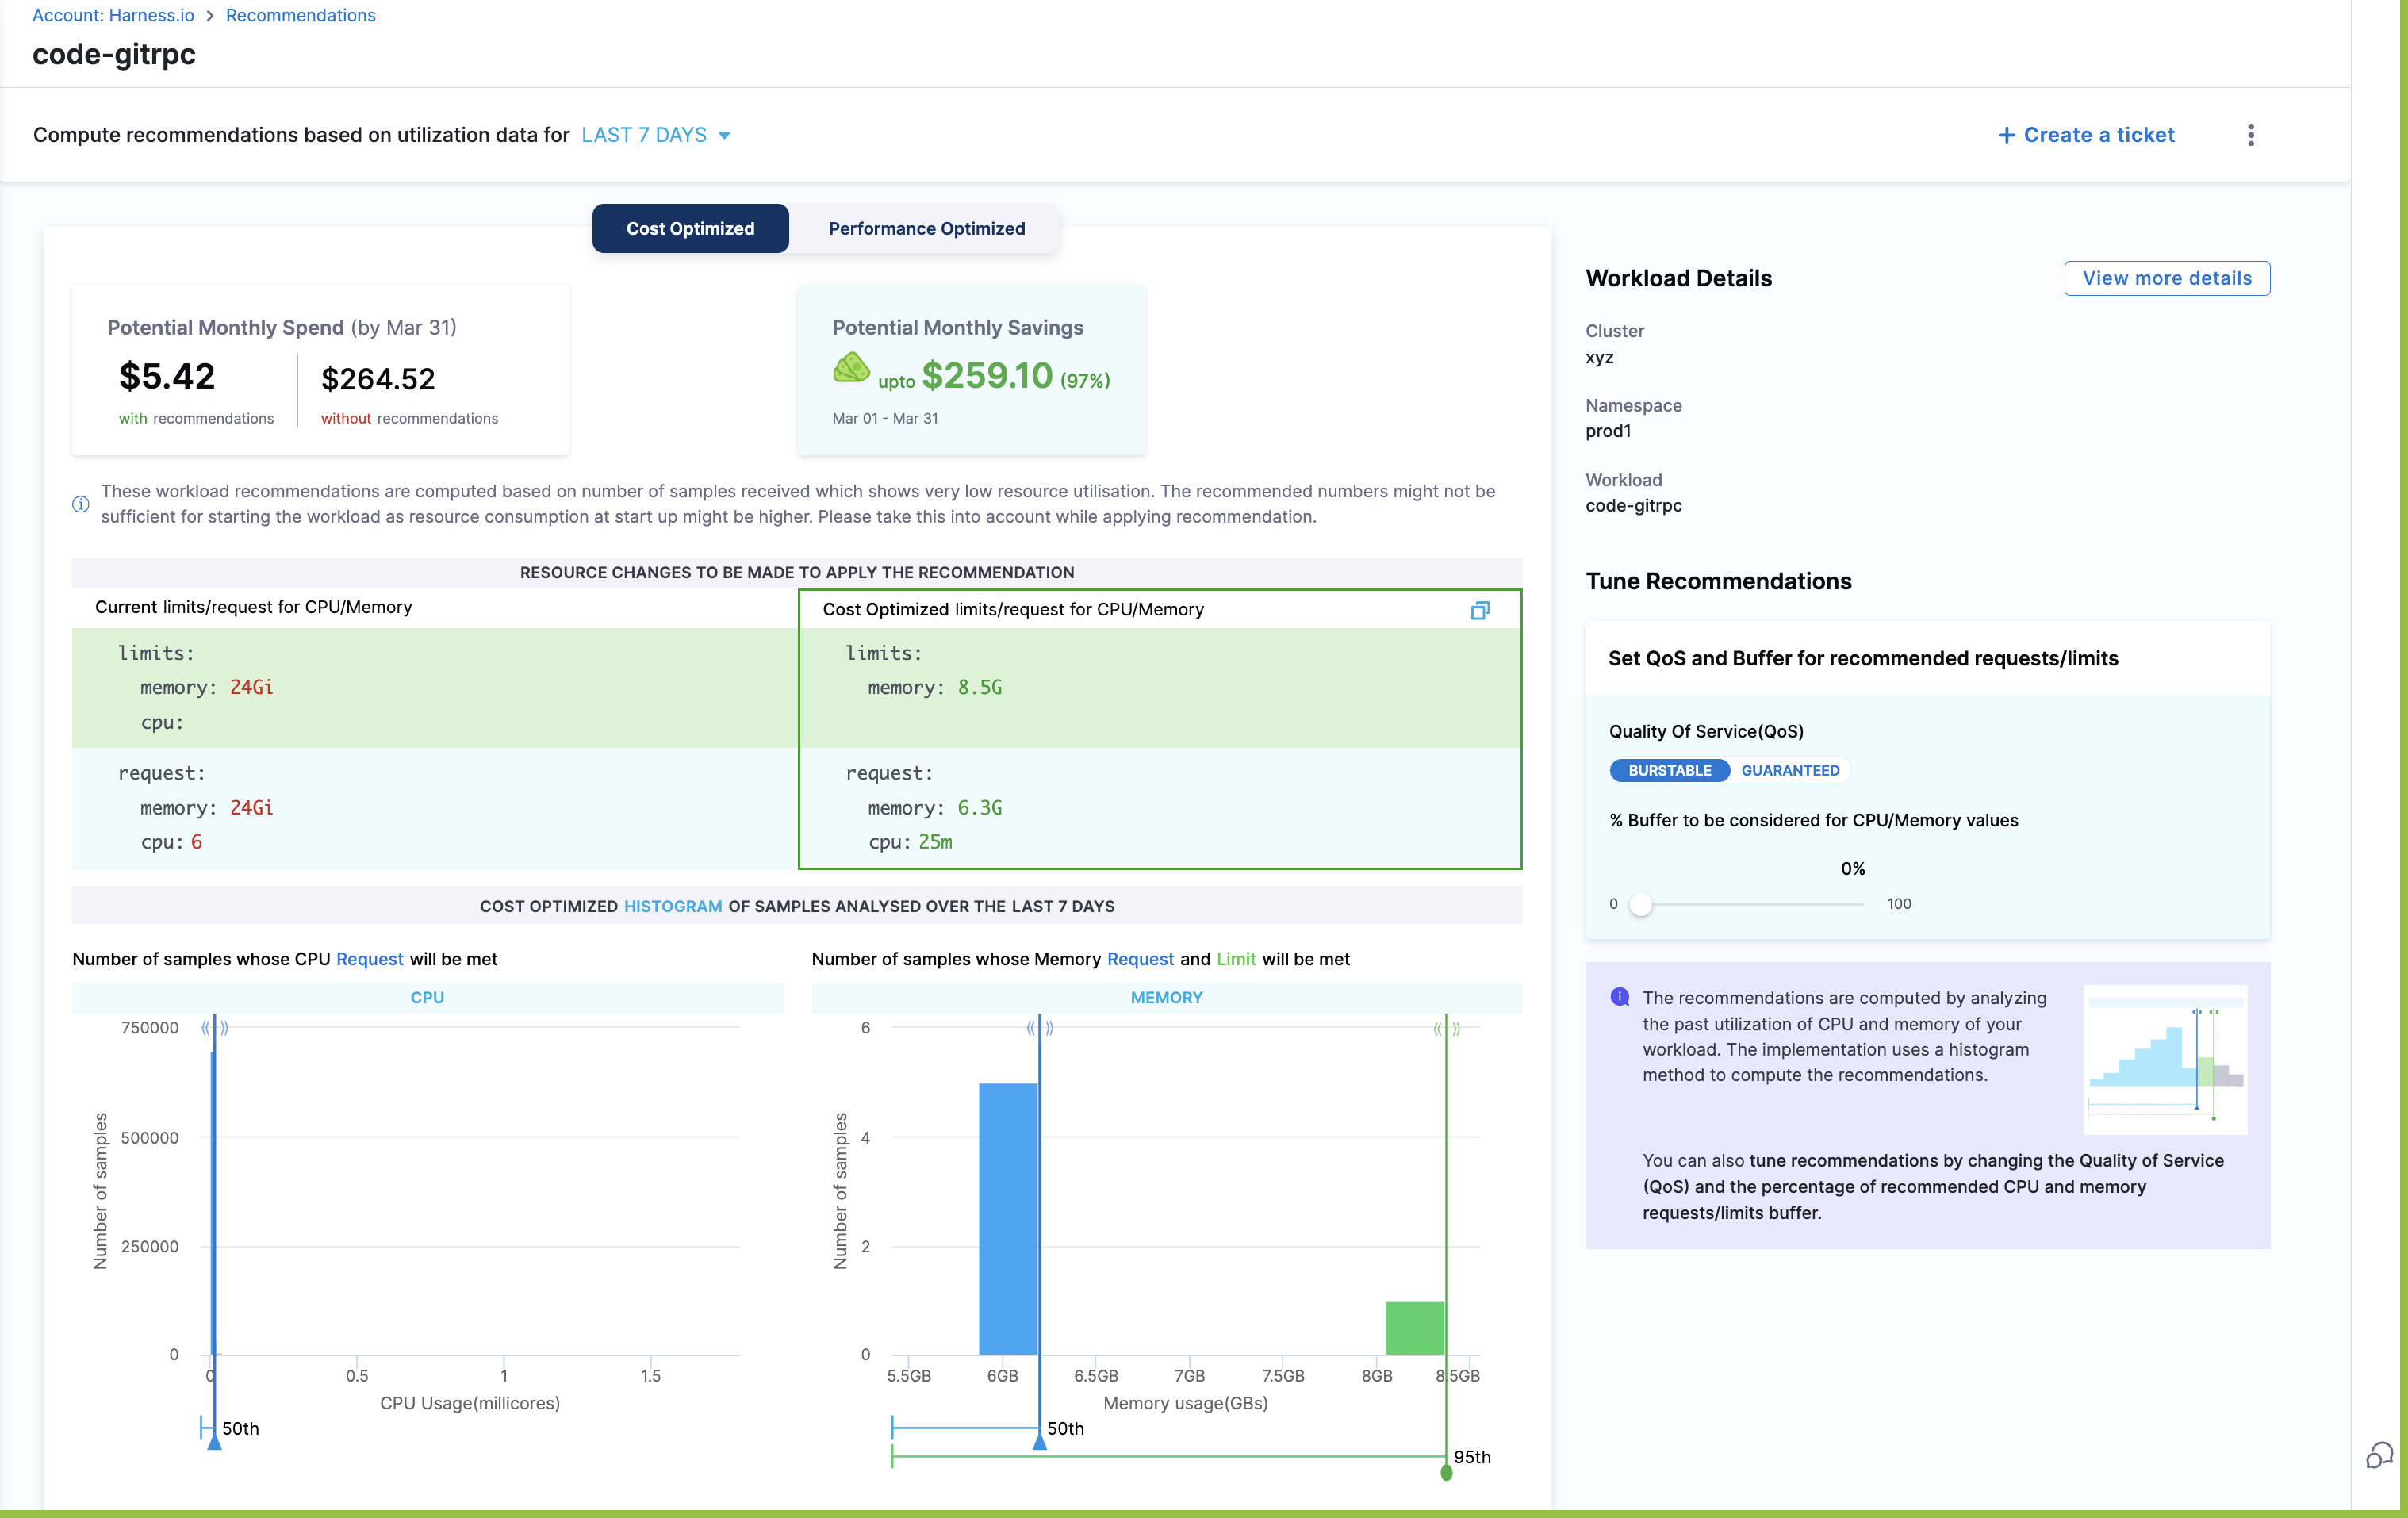 Account: Harness.io > Recommendations
code-gitrpc
Compute recommendations based on utilization data for LAST 7 DAYS
+ Create a ticket
Cost Optimized
Performance Optimized
Potential Monthly Spend (by Mar 31)
$5.42
with recommendations
$264.52
without recommendations
Potential Monthly Savings
upto $259.10 (97%)
Mar 01 - Mar 31
These workload recommendations are computed based on number of samples received which shows very low resource utilisation. The recommended numbers might not be
sufficient for starting the workload as resource consumption at start up might be higher. Please take this into account while applying recommendation.
RESOURCE CHANGES TO BE MADE TO APPLY THE RECOMMENDATION
Current limits/request for CPU/Memory
limits:
memory: 24Gi
cpu:
request:
memory: 24Gi
cpu: 6
Cost Optimized limits/request for CPU/Memory
limits:
memory: 8.5G
request:
memory: 6.3G
cpu: 25m
COST OPTIMIZED HISTOGRAM OF SAMPLES ANALYSED OVER THE LAST 7 DAYS
Number of samples whose CPU Request will be met
CPU
750000
500000
250000
0
Number of samples
0
0.5
1
1.5
CPU Usage(millicores)
50th
Number of samples whose Memory Request and Limit will be met
MEMORY
6
4
2
0
Number of samples
5.5GB
6GB
6.5GB
7GB
7.5GB
8GB
8.5GB
Memory usage(GBs)
50th
95th
Workload Details
View more details
Cluster
xyz
Namespace
prod1
Workload
code-gitrpc
Tune Recommendations
Set QoS and Buffer for recommended requests/limits
Quality Of Service(QoS)
BURSTABLE
GUARANTEED
% Buffer to be considered for CPU/Memory values
0%
0
100
The recommendations are computed by analyzing
the past utilization of CPU and memory of your
workload. The implementation uses a histogram
method to compute the recommendations.
You can also tune recommendations by changing the Quality of Service
(QoS) and the percentage of recommended CPU and memory
requests/limits buffer.